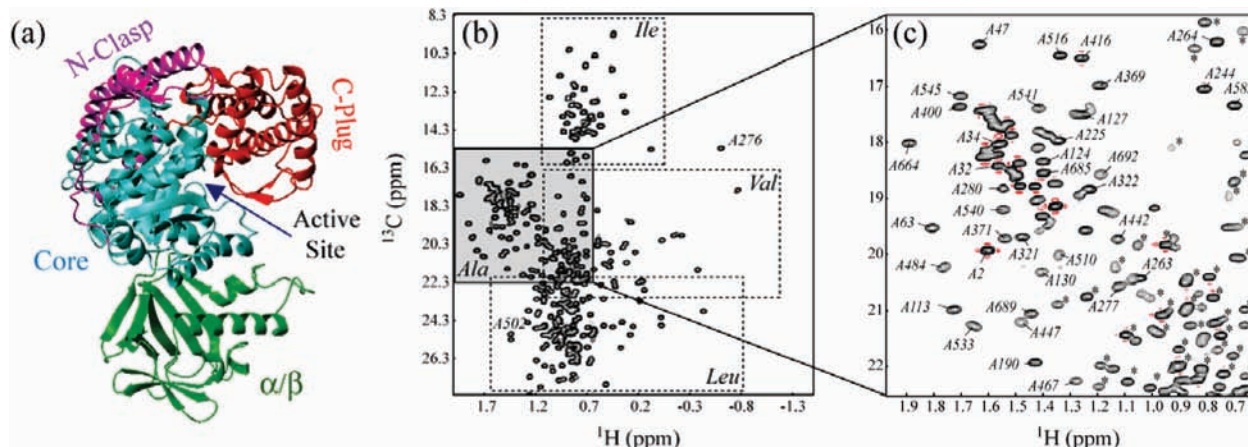 (a)
N-Clasp
C-Plug
Active
Site
Core
α/β
(b)
8.3
10.3
12.3
14.3
16.3
18.3
20.3
22.3
24.3
26.3
¹³C (ppm)
Ile
A276
Val
Ala
A502
Leu
1.7 1.2 0.7 0.2 -0.3 -0.8 -1.3
¹H (ppm)
(c)
16
17
18
19
20
21
22
A47
A516
A416
A264
A369
A244
A545
A541
A400
A127
A34
A225
A124
A692
A664
A32
A685
A280
A322
A63
A540
A442
A371
A321
A510
A484
A2
A130
A263
A277
A113
A689
A533
A447
A190
A467
1.9 1.8 1.7 1.6 1.5 1.4 1.3 1.2 1.1 1.0 .9 .8 .7
¹H (ppm)